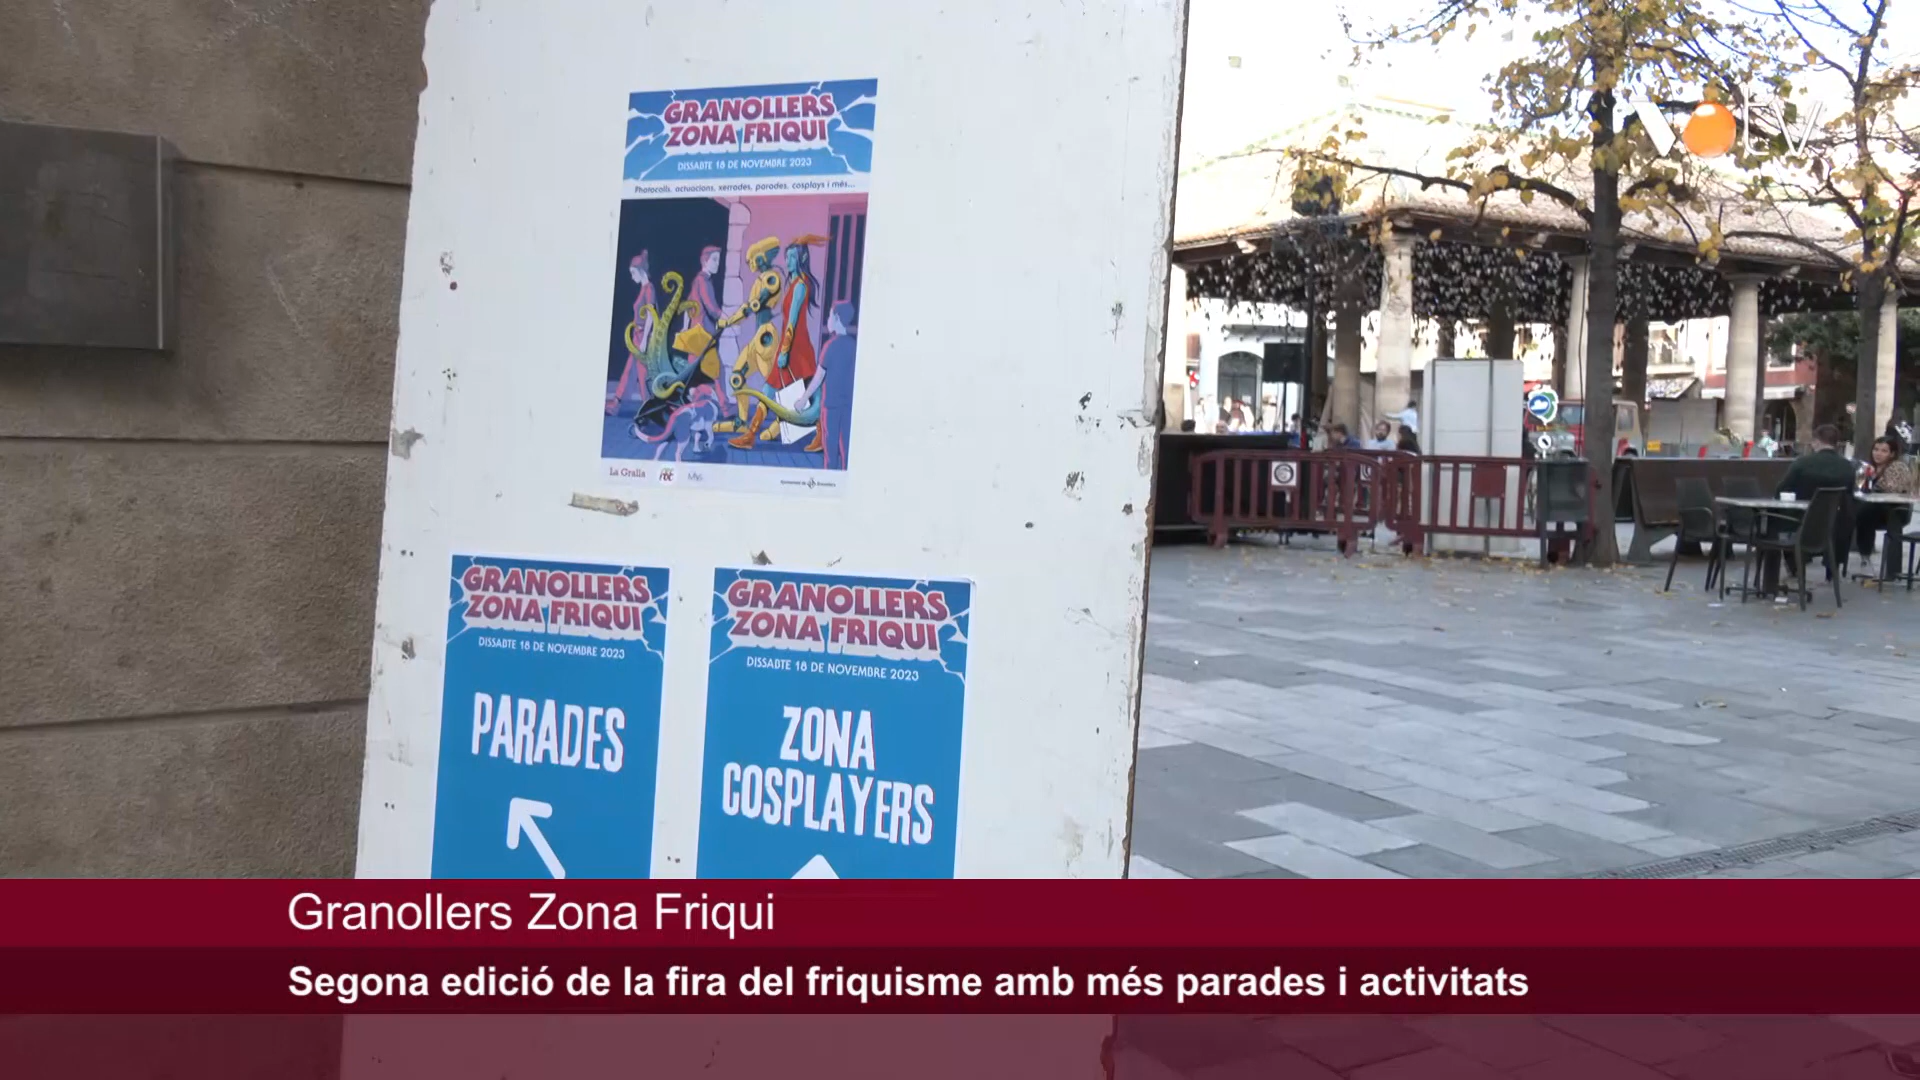 GRANOLLERS
ZONA FRIQUI
DISSABTE 18 DE NOVEMBRE 2023
Photocalls, actuacions, xerrades, parades, cosplays i més...
La Gralla
VOTV
GRANOLLERS
ZONA FRIQUI
DISSABTE 18 DE NOVEMBRE 2023
PARADES
GRANOLLERS
ZONA FRIQUI
DISSABTE 18 DE NOVEMBRE 2023
ZONA
COSPLAYERS
Granollers Zona Friqui
Segona edició de la fira del friquisme amb més parades i activitats